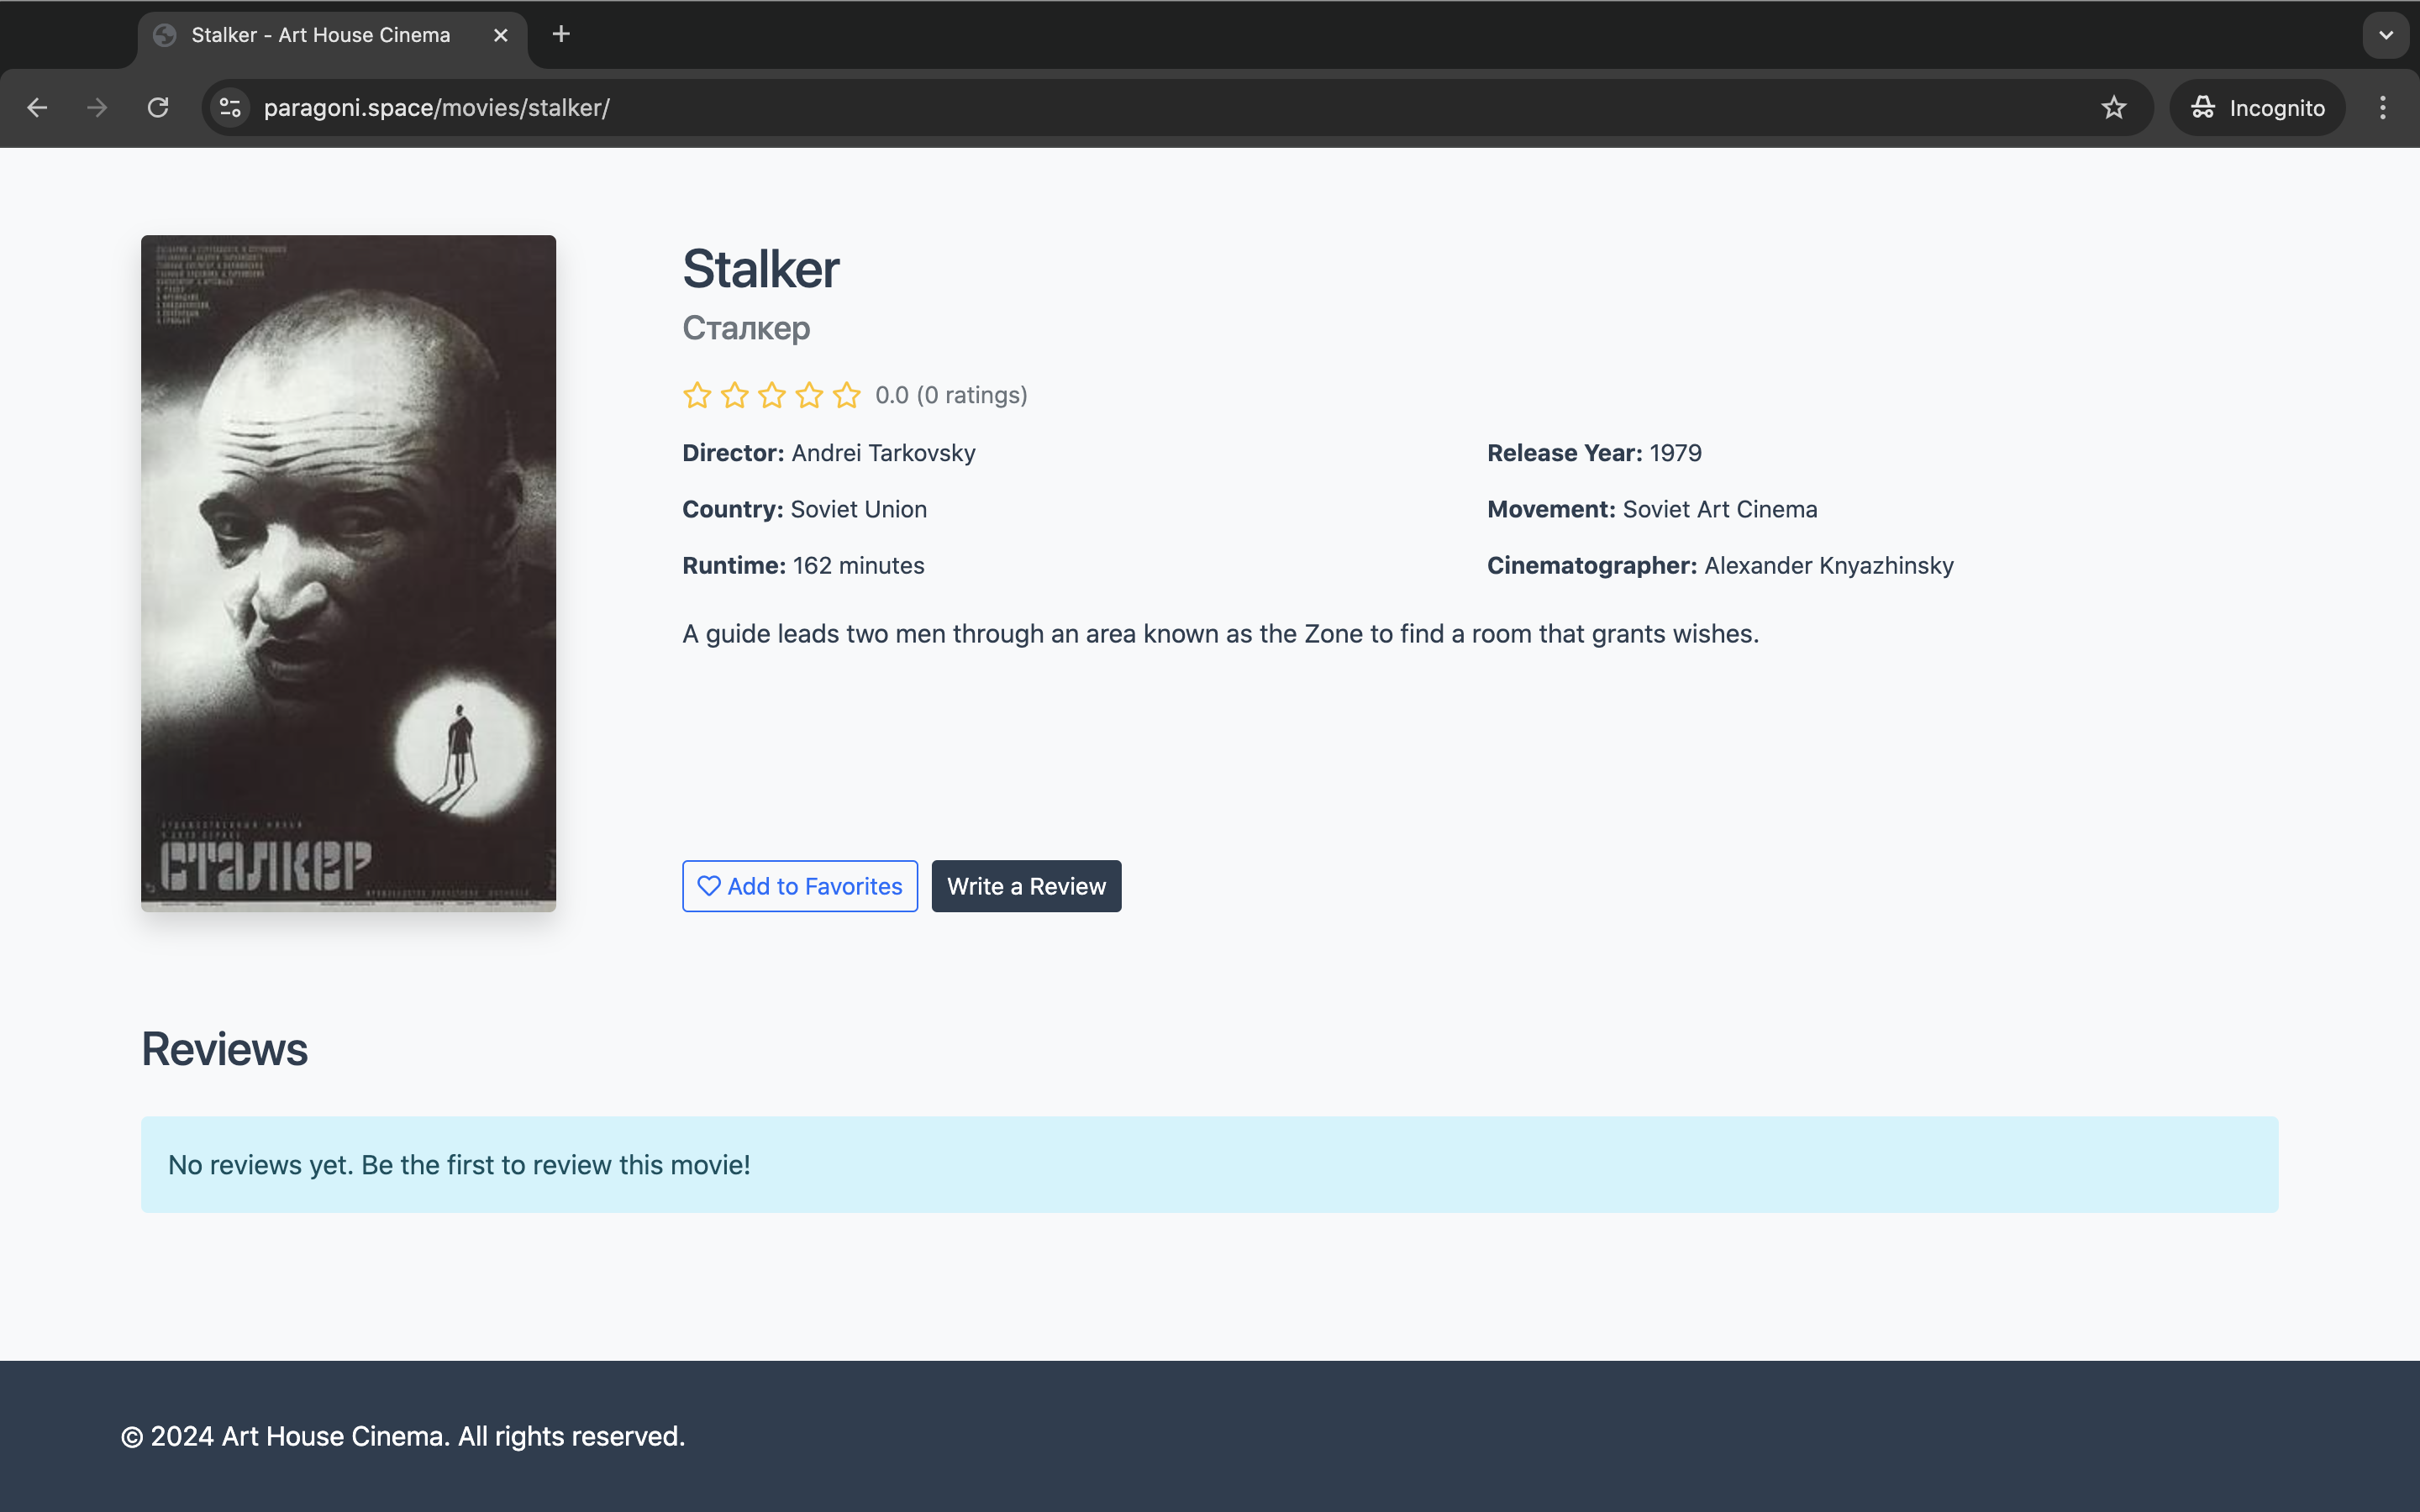 Stalker - Art House Cinema
paragoni.space/movies/stalker/
Incognito
Stalker
Сталкер
0.0 (0 ratings)
Director: Andrei Tarkovsky
Release Year: 1979
Country: Soviet Union
Movement: Soviet Art Cinema
Runtime: 162 minutes
Cinematographer: Alexander Knyazhinsky
A guide leads two men through an area known as the Zone to find a room that grants wishes.
сталкер
Add to Favorites
Write a Review
Reviews
No reviews yet. Be the first to review this movie!
© 2024 Art House Cinema. All rights reserved.